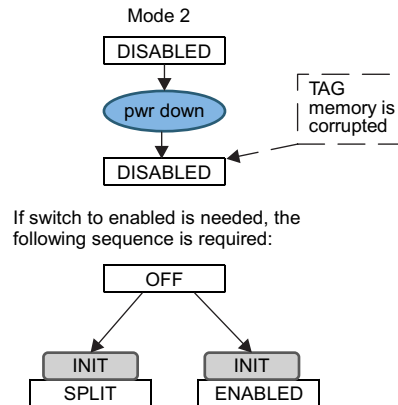 Mode 2
DISABLED
pwr down
TAG
memory is
corrupted
DISABLED
If switch to enabled is needed, the
following sequence is required:
OFF
INIT
INIT
SPLIT
ENABLED